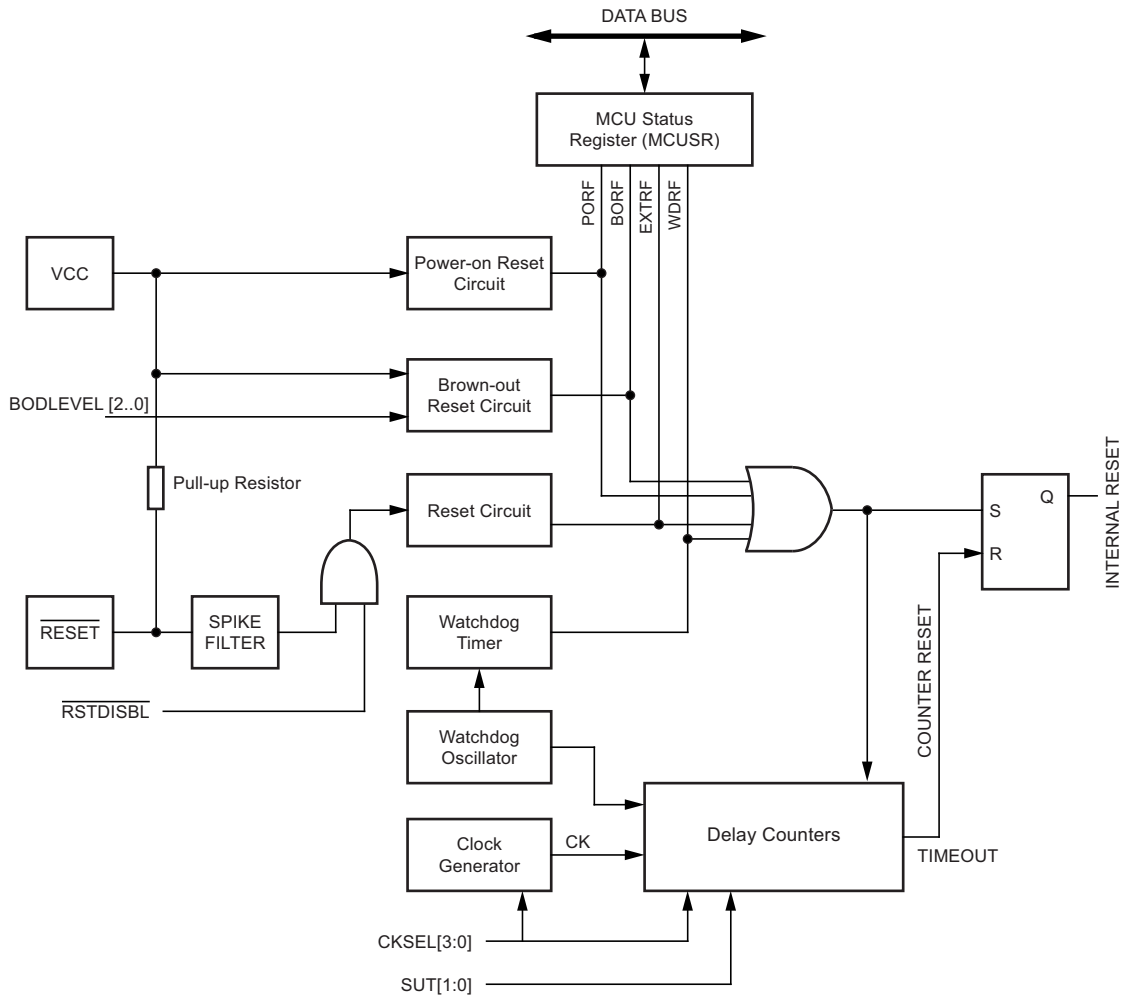 DATA BUS
MCU Status
Register (MCUSR)
PORF
BORF
EXTRF
WDRF
VCC
Power-on Reset
Circuit
BODLEVEL [2..0]
Brown-out
Reset Circuit
Pull-up Resistor
Reset Circuit
S
Q
R
INTERNAL RESET
RESET
SPIKE
FILTER
Watchdog
Timer
RSTDISBL
Watchdog
Oscillator
COUNTER RESET
Clock
Generator
CK
Delay Counters
TIMEOUT
CKSEL[3:0]
SUT[1:0]